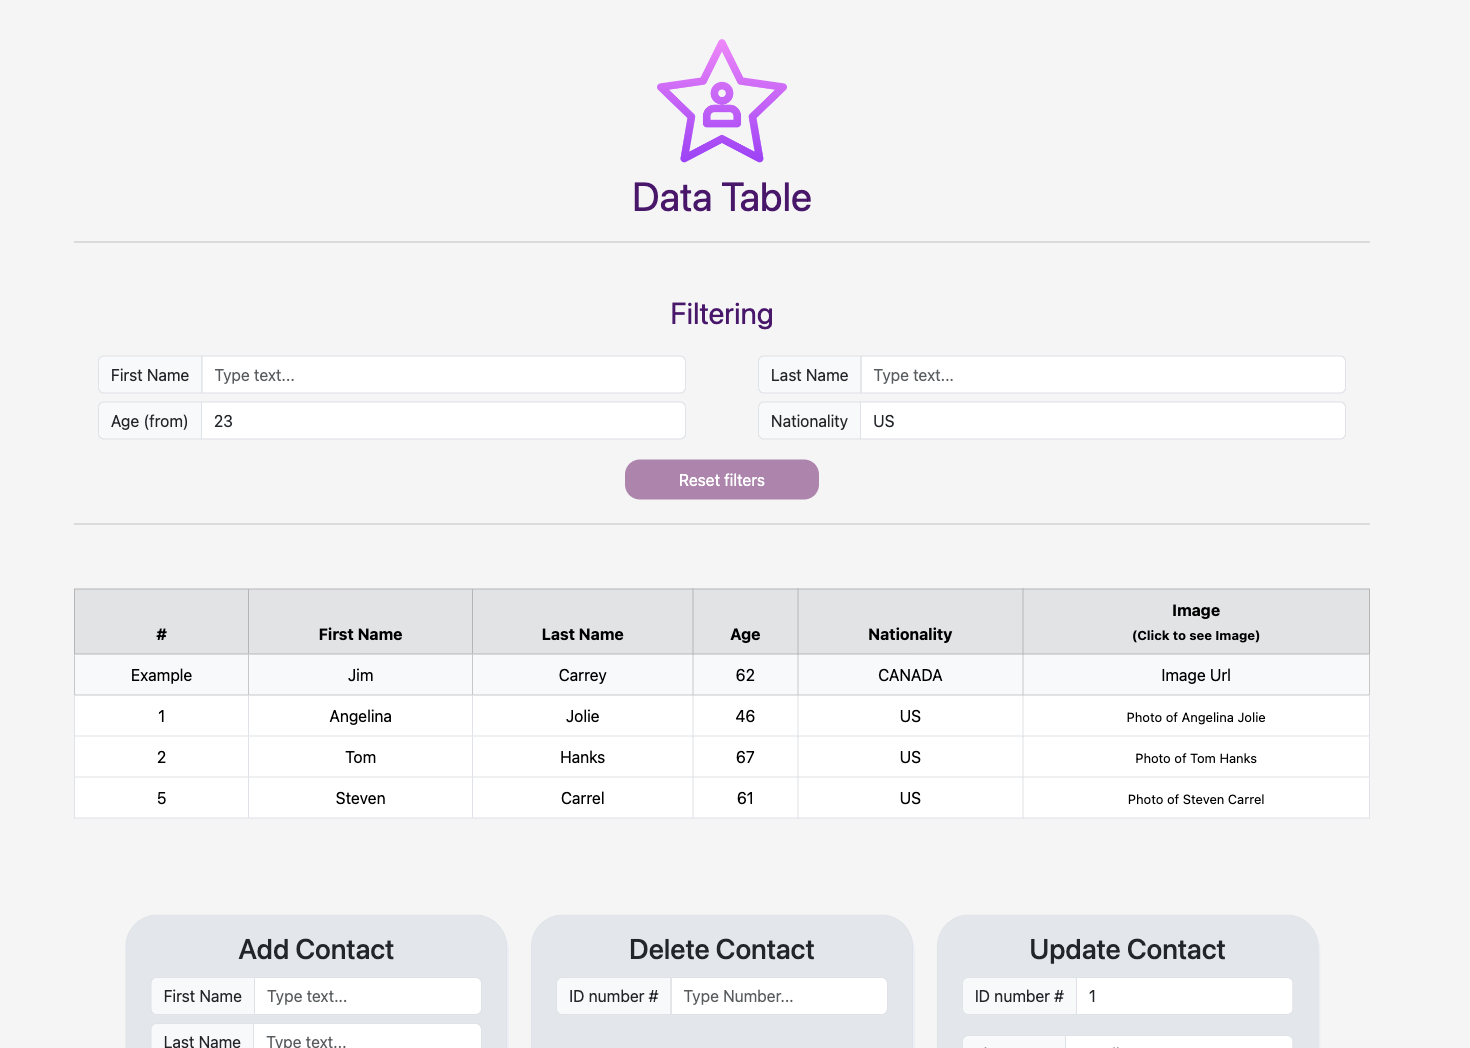 Data Table
Filtering
First Name Type text... Last Name Type text...
Age (from) 23 Nationality US
Reset filters
# First Name Last Name Age Nationality Image (Click to see Image)
Example Jim Carrey 62 CANADA Image Url
1 Angelina Jolie 46 US Photo of Angelina Jolie
2 Tom Hanks 67 US Photo of Tom Hanks
5 Steven Carrel 61 US Photo of Steven Carrel
Add Contact Delete Contact Update Contact
First Name Type text... ID number # Type Number... ID number # 1
Last Name Type text...